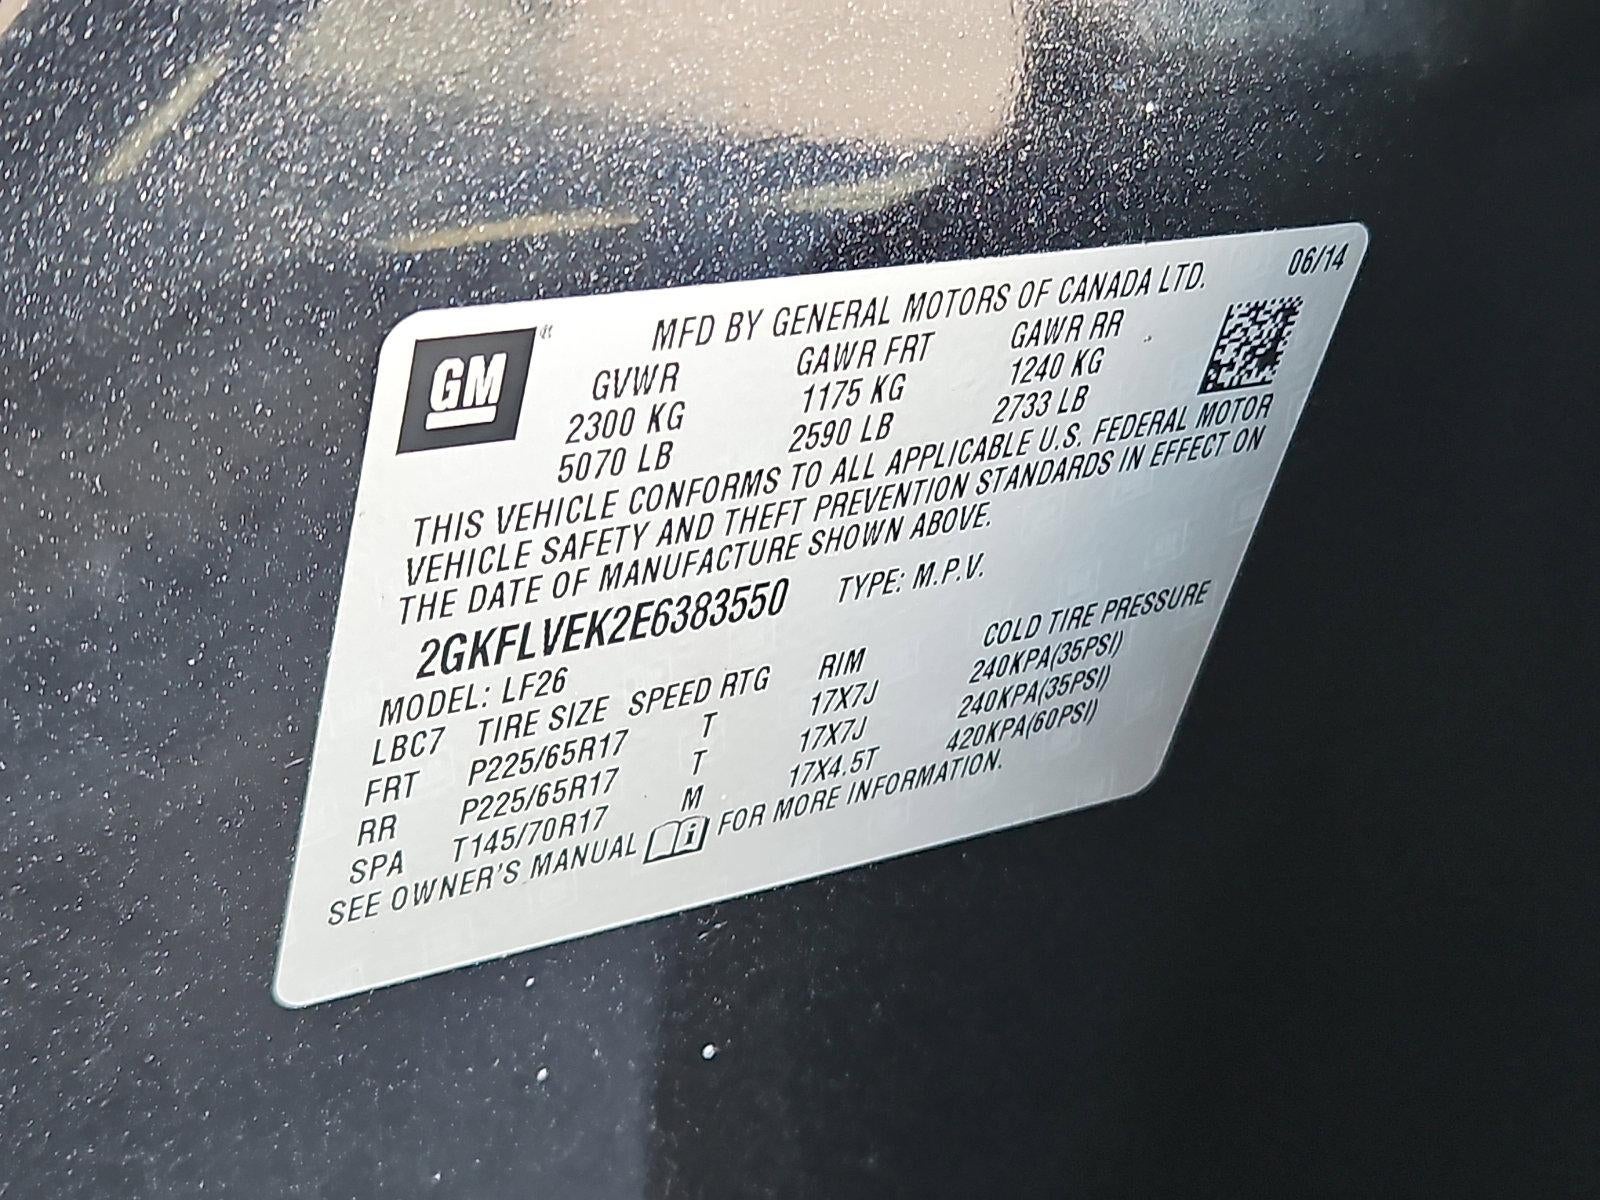 06/14
MFD BY GENERAL MOTORS OF CANADA LTD.
GM
GVWR GAWR FRT GAWR RR
2300 KG 1175 KG 1240 KG
5070 LB 2590 LB 2733 LB
THIS VEHICLE CONFORMS TO ALL APPLICABLE U.S. FEDERAL MOTOR
VEHICLE SAFETY AND THEFT PREVENTION STANDARDS IN EFFECT ON
THE DATE OF MANUFACTURE SHOWN ABOVE.
2GKFLVEK2E6383550 TYPE: M.P.V.
MODEL: LF26
LBC7 TIRE SIZE SPEED RTG RIM COLD TIRE PRESSURE
FRT P225/65R17 T 17X7J 240KPA(35PSI)
RR P225/65R17 T 17X7J 240KPA(35PSI)
SPA T145/70R17 M 17X4.5T 420KPA(60PSI)
SEE OWNER'S MANUAL FOR MORE INFORMATION.